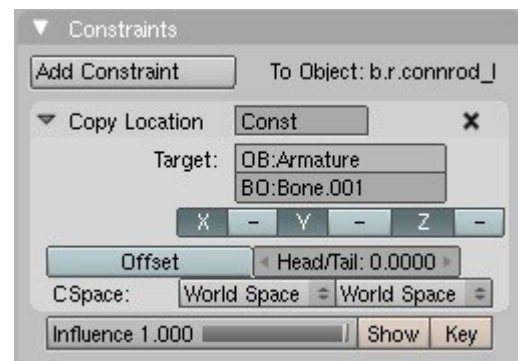 Constraints
Add Constraint To Object: b.r.connrod_l
Copy Location Const
Target: OB:Armature
BO:Bone.001
X - Y - Z -
Offset Head/Tail: 0.0000
CSpace: World Space World Space
Influence 1.000 Show Key